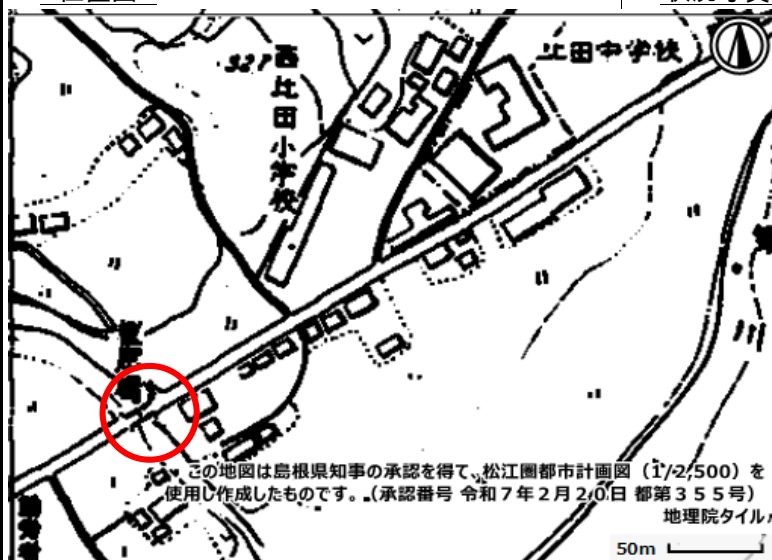 位置図
327
西比田小学校
比田中学校
この地図は島根県知事の承認を得て、松江圏都市計画図（1/2,500）を
使用し作成したものです。（承認番号 令和７年２月２０日 都第３５５号）
地理院タイル
50m